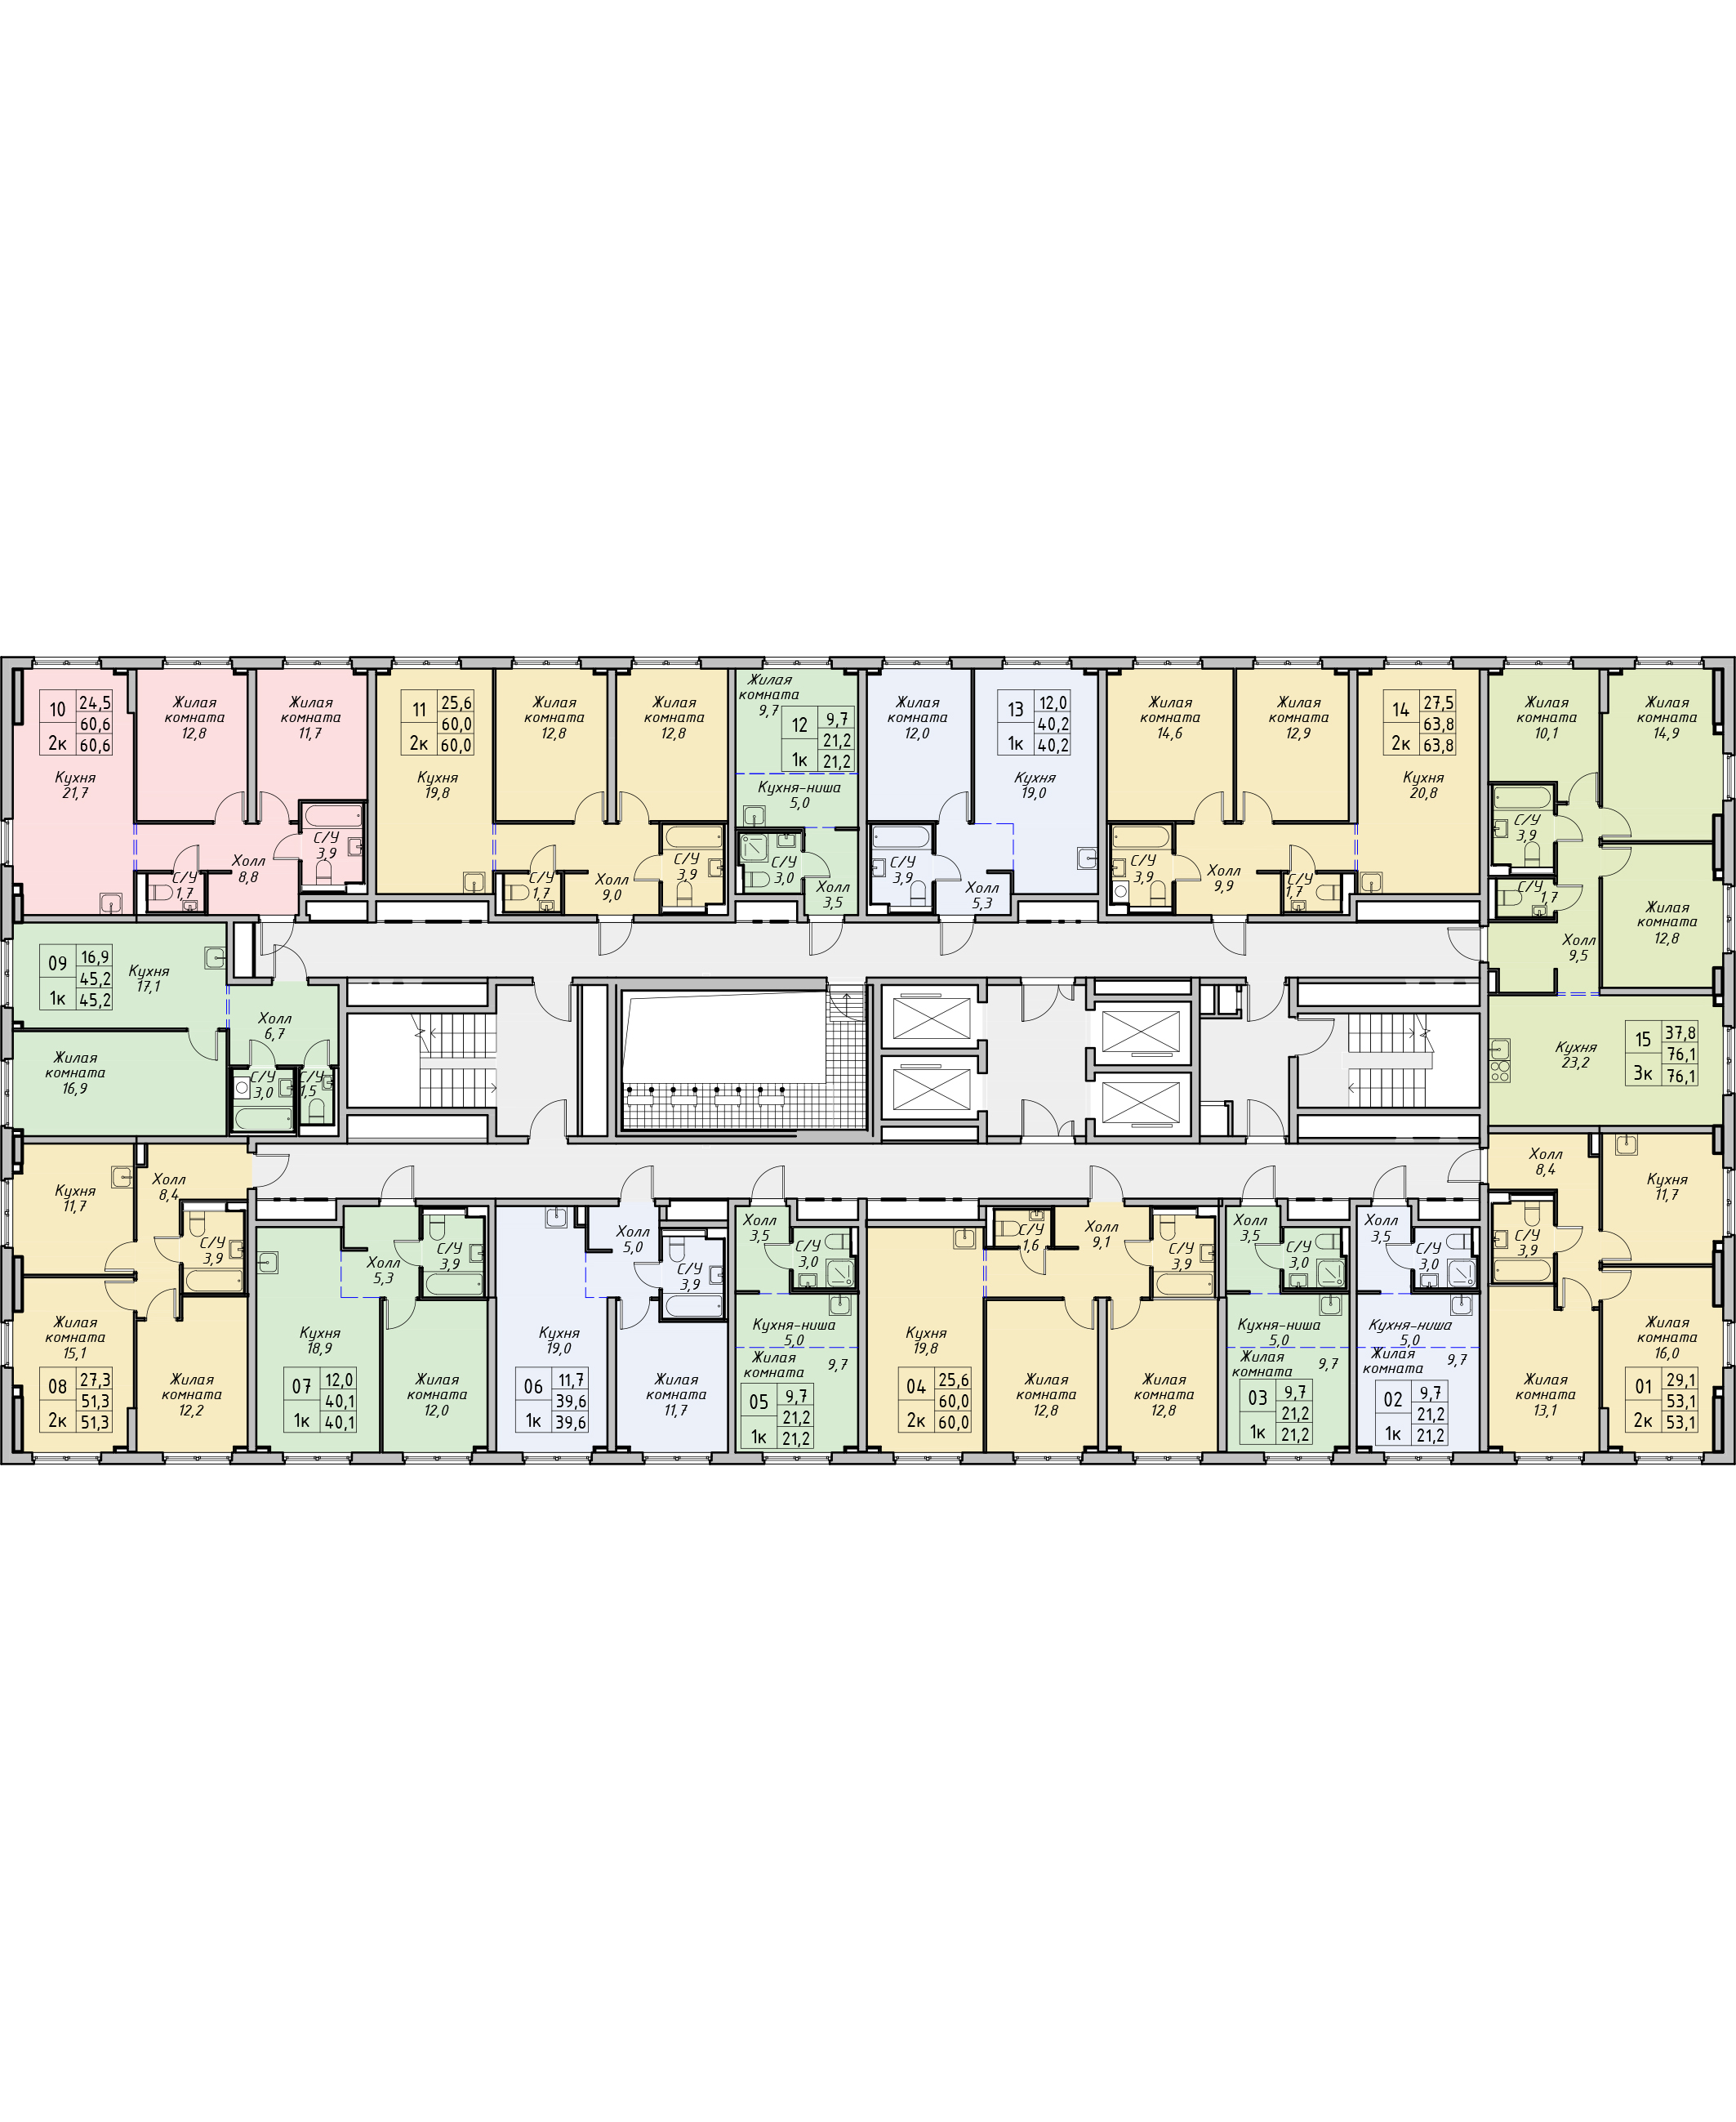 10 24,5
60,6
2к 60,6
Кухня
21,7
Жилая
комната
12,8
Жилая
комната
11,7
С/У
3,9
Холл
8,8
С/У
1,7
11 25,6
60,0
2к 60,0
Кухня
19,8
Жилая
комната
12,8
Жилая
комната
12,8
С/У
1,7
Холл
9,0
С/У
3,9
Жилая
комната
9,7
12 9,7
21,2
1к 21,2
Кухня-ниша
5,0
С/У
3,0
Холл
3,5
Жилая
комната
12,0
13 12,0
40,2
1к 40,2
Кухня
19,0
С/У
3,9
Холл
5,3
Жилая
комната
14,6
Жилая
комната
12,9
14 27,5
63,8
2к 63,8
Кухня
20,8
С/У
3,9
Холл
9,9
С/У
1,7
Жилая
комната
10,1
Жилая
комната
14,9
С/У
3,9
С/У
1,7
Жилая
комната
12,8
Холл
9,5
15 37,8
76,1
3к 76,1
Кухня
23,2
09 16,9
45,2
1к 45,2
Кухня
17,1
Холл
6,7
Жилая
комната
16,9
С/У
3,0
С/У
1,5
Кухня
11,7
Холл
8,4
С/У
3,9
Жилая
комната
15,1
08 27,3
51,3
2к 51,3
Жилая
комната
12,2
Холл
5,3
С/У
3,9
Кухня
18,9
07 12,0
40,1
1к 40,1
Жилая
комната
12,0
Холл
5,0
С/У
3,9
Кухня
19,0
06 11,7
39,6
1к 39,6
Жилая
комната
11,7
Холл
3,5
С/У
3,0
Кухня-ниша
5,0
Жилая
комната
9,7
05 9,7
21,2
1к 21,2
С/У
1,6
Холл
9,1
С/У
3,9
Кухня
19,8
04 25,6
60,0
2к 60,0
Жилая
комната
12,8
Жилая
комната
12,8
Холл
3,5
С/У
3,0
Кухня-ниша
5,0
Жилая
комната
9,7
03 9,7
21,2
1к 21,2
Холл
3,5
С/У
3,0
Кухня-ниша
5,0
Жилая
комната
9,7
02 9,7
21,2
1к 21,2
Холл
8,4
Кухня
11,7
С/У
3,9
Жилая
комната
13,1
Жилая
комната
16,0
01 29,1
53,1
2к 53,1